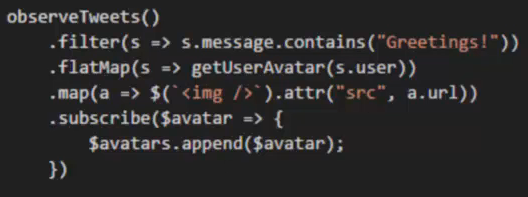 observeTweets()
    .filter(s => s.message.contains("Greetings!"))
    .flatMap(s => getUserAvatar(s.user))
    .map(a => $(`<img />`).attr("src", a.url))
    .subscribe($avatar => {
        $avatars.append($avatar);
    })